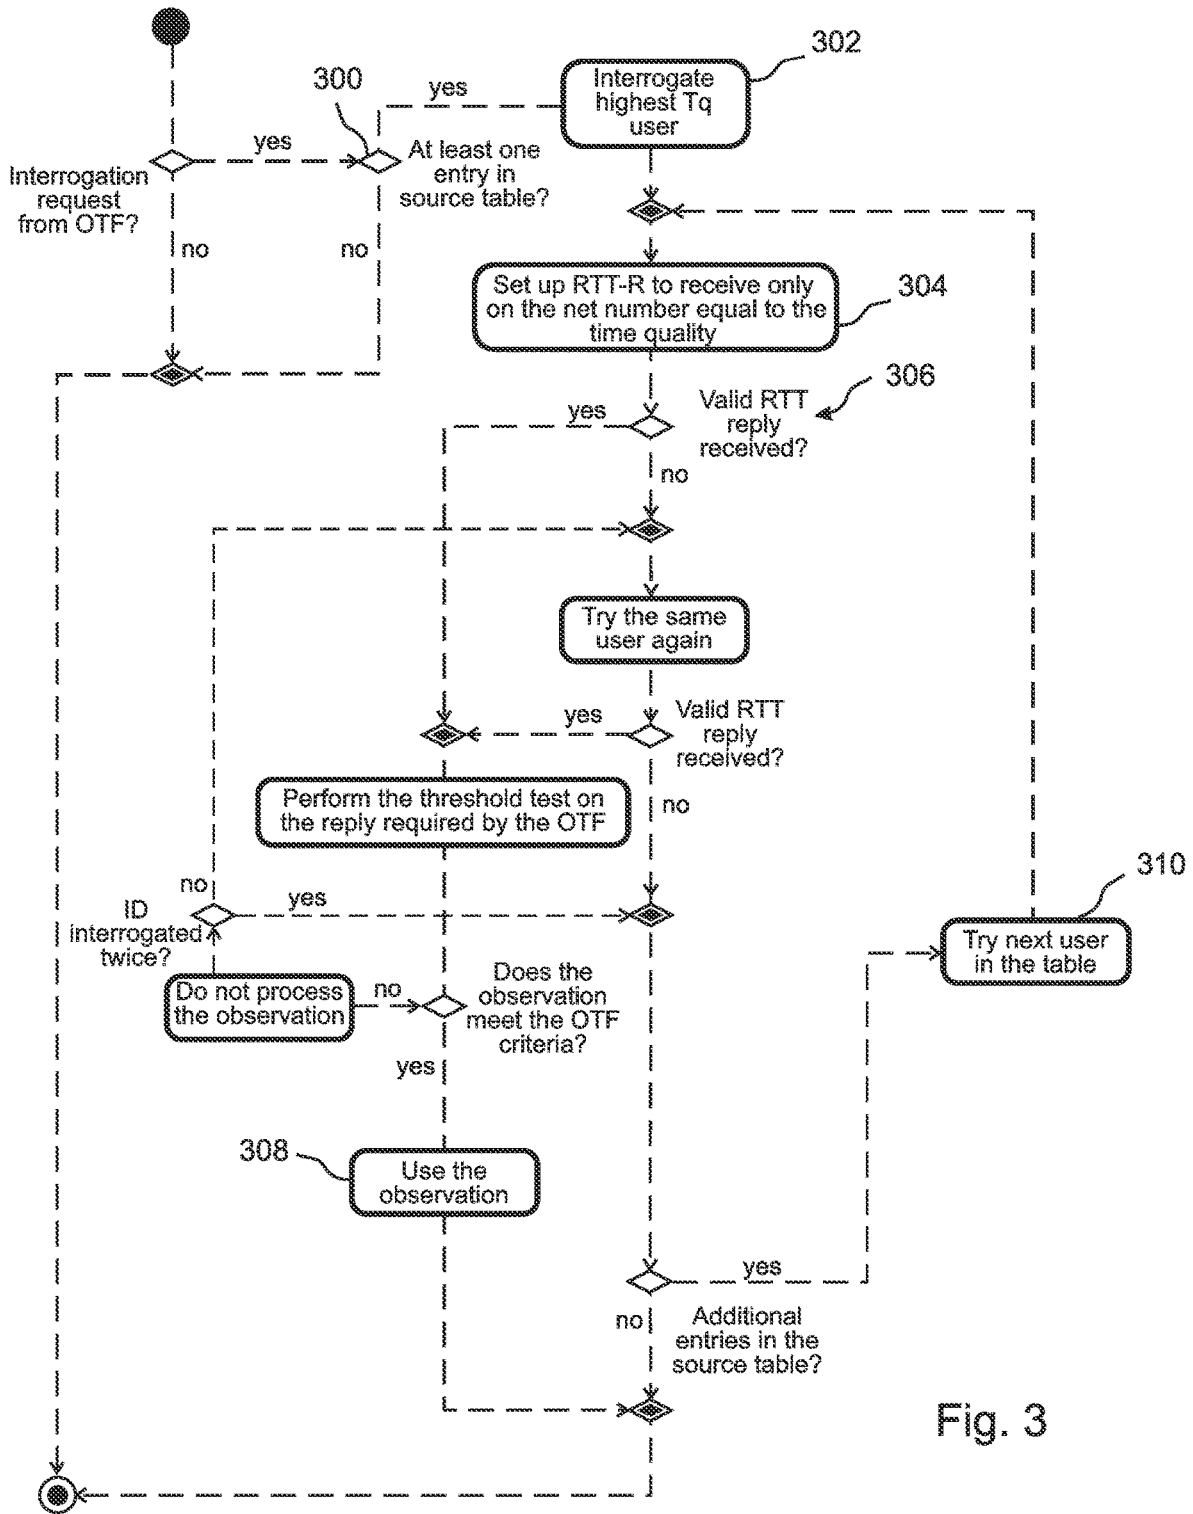 302
300
yes
Interrogate
highest Tq
user
yes
At least one
entry in
source table?
Interrogation
request
from OTF?
no
no
Set up RTT-R to receive only
on the net number equal to the
time quality
304
306
yes
Valid RTT
reply
received?
no
Try the same
user again
yes
Valid RTT
reply
received?
no
Perform the threshold test on
the reply required by the OTF
310
no
yes
ID
interrogated
twice?
Try next user
in the table
Do not process
the observation
no
Does the
observation
meet the OTF
criteria?
yes
308
Use the
observation
yes
no
Additional
entries in the
source table?
Fig. 3